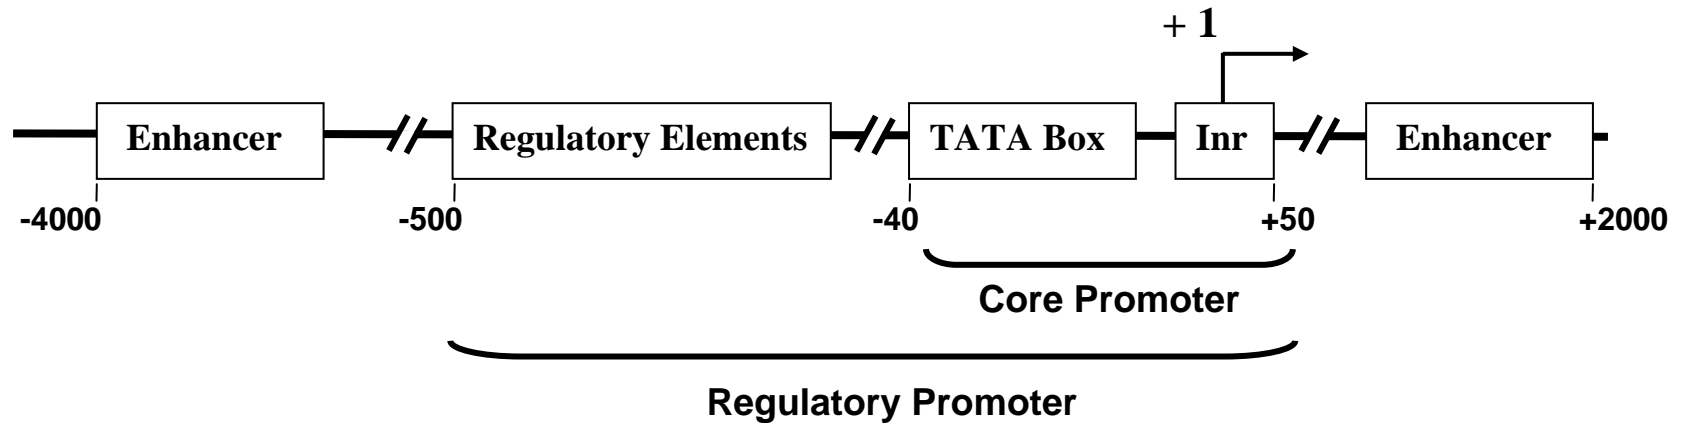 + 1
Enhancer Regulatory Elements TATA Box Inr Enhancer
-4000 -500 -40 +50 +2000
Core Promoter
Regulatory Promoter